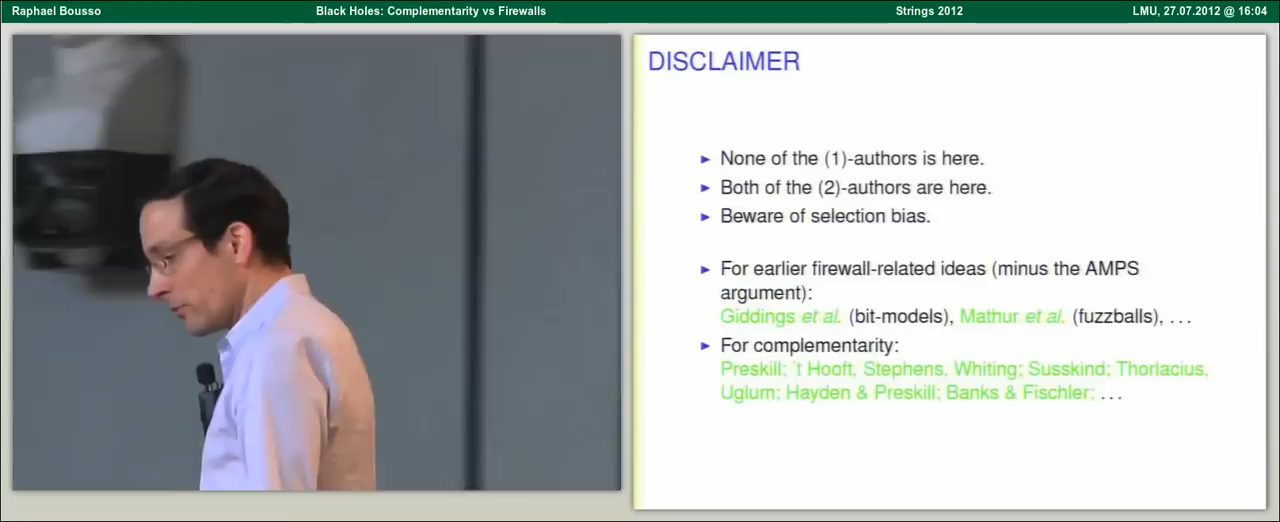 Raphael Bousso Black Holes: Complementarity vs Firewalls Strings 2012 LMU, 27.07.2012 @ 16:04
DISCLAIMER
► None of the (1)-authors is here.
► Both of the (2)-authors are here.
► Beware of selection bias.
► For earlier firewall-related ideas (minus the AMPS
argument):
Giddings et al. (bit-models), Mathur et al. (fuzzballs), ...
► For complementarity:
Preskill; 't Hooft, Stephens, Whiting; Susskind; Thorlacius,
Uglum; Hayden & Preskill; Banks & Fischler; ...